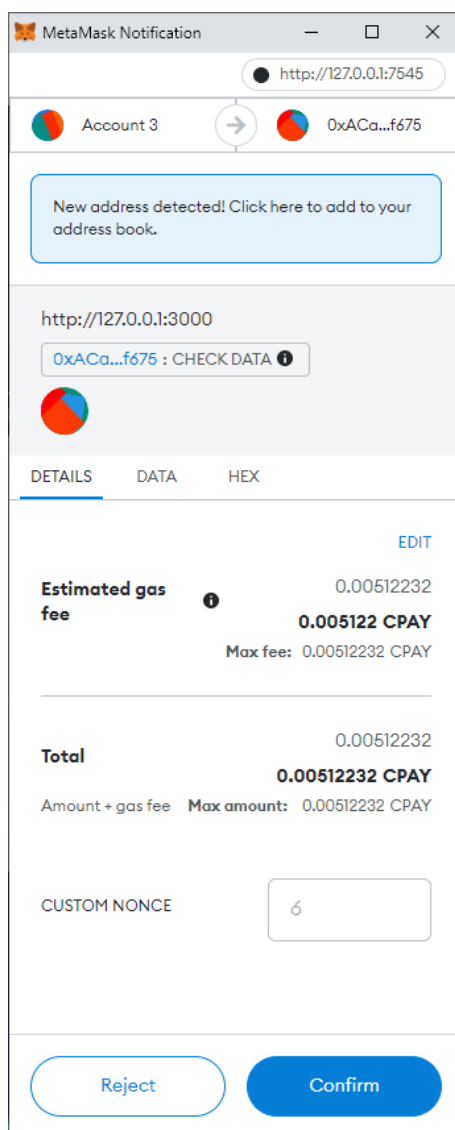 MetaMask Notification
http://127.0.0.1:7545
Account 3
0xACa...f675
New address detected! Click here to add to your
address book.
http://127.0.0.1:3000
0xACa...f675 : CHECK DATA
DETAILS DATA HEX
EDIT
Estimated gas
fee
0.00512232
0.005122 CPAY
Max fee: 0.00512232 CPAY
Total
0.00512232
0.00512232 CPAY
Amount + gas fee Max amount: 0.00512232 CPAY
CUSTOM NONCE
6
Reject
Confirm